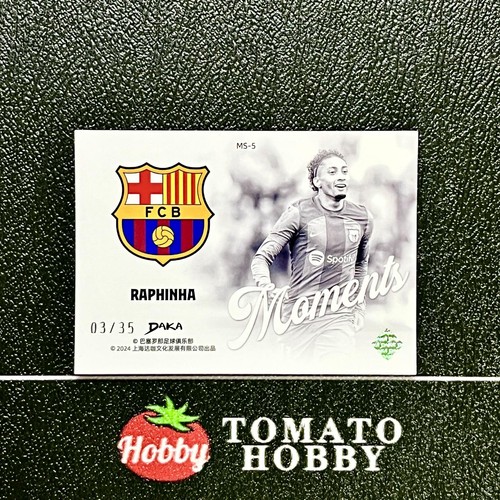 MS-5
FCB
RAPHINHA
Spotify
Moments
03/35 DAKA
© 巴塞罗那足球俱乐部
© 2024 上海达咖文化发展有限公司出品
Hobby TOMATO
HOBBY